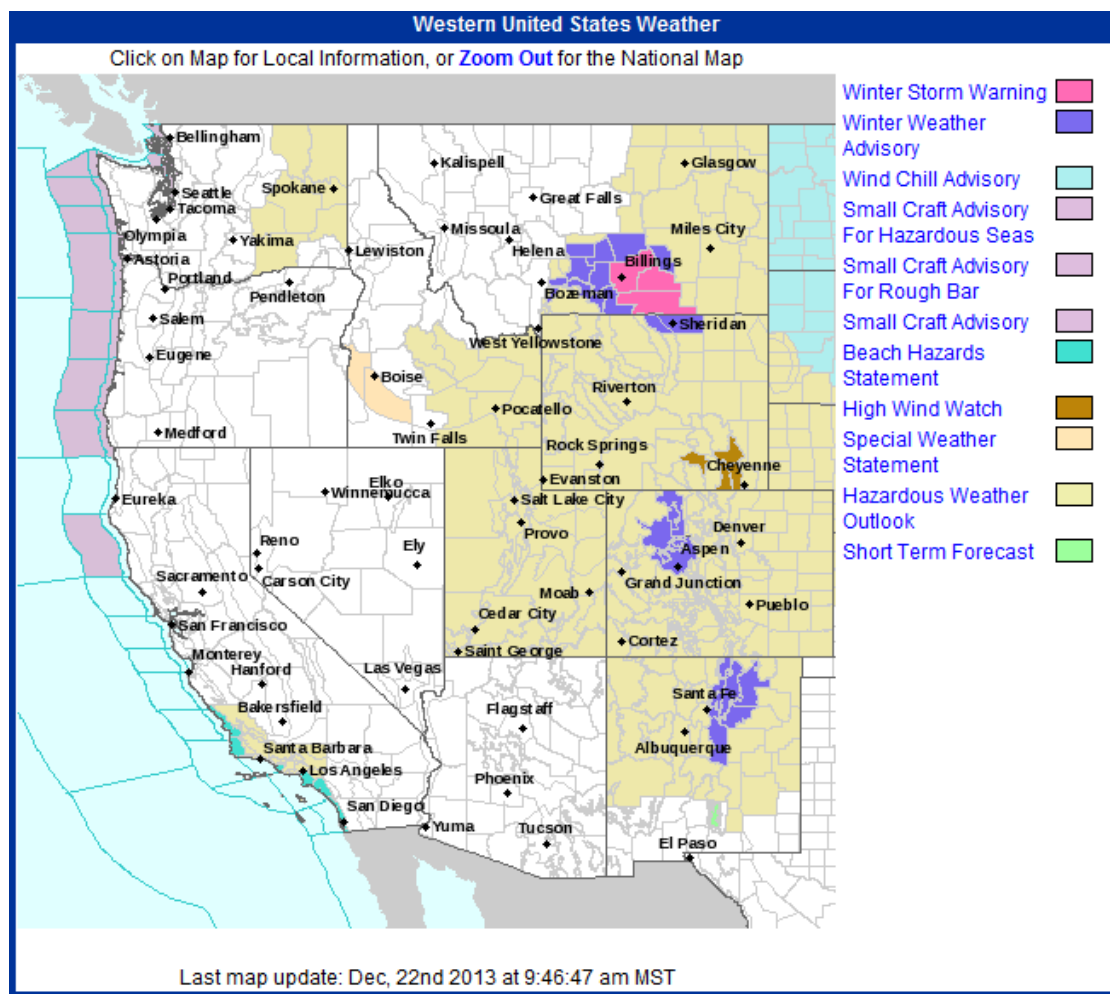 Western United States Weather
Click on Map for Local Information, or Zoom Out for the National Map
Winter Storm Warning
Winter Weather
Advisory
Wind Chill Advisory
Small Craft Advisory
For Hazardous Seas
Small Craft Advisory
For Rough Bar
Small Craft Advisory
Beach Hazards
Statement
High Wind Watch
Special Weather
Statement
Hazardous Weather
Outlook
Short Term Forecast
Bellingham
Kalispell
Glasgow
Seattle
Spokane
Great Falls
Tacoma
Olympia
Yakima
Missoula
Helena
Miles City
Astoria
Lewiston
Billings
Portland
Pendleton
Bozeman
Salem
Sheridan
West Yellowstone
Eugene
Boise
Riverton
Pocatello
Medford
Twin Falls
Rock Springs
Cheyenne
Evanston
Eureka
Elko
Winnemucca
Salt Lake City
Provo
Denver
Reno
Ely
Aspen
Carson City
Grand Junction
Sacramento
Moab
Pueblo
San Francisco
Cedar City
Cortez
Monterey
Saint George
Hanford
Las Vegas
Santa Fe
Bakersfield
Flagstaff
Albuquerque
Santa Barbara
Los Angeles
Phoenix
San Diego
Yuma
Tucson
El Paso
Last map update: Dec, 22nd 2013 at 9:46:47 am MST